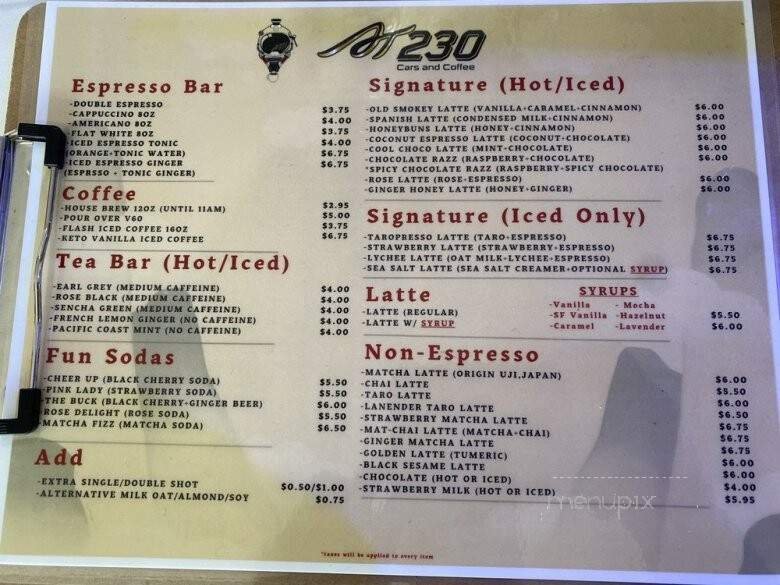 AT230
Cars and Coffee
Espresso Bar
-DOUBLE ESPRESSO $3.75
-CAPPUCCINO 8OZ $4.00
-AMERICANO 8OZ $3.75
-FLAT WHITE 8OZ $4.00
-ICED ESPRESSO TONIC $6.75
(ORANGE+TONIC WATER)
-ICED ESPRESSO GINGER $6.75
(ESPRSSO + TONIC GINGER)
Coffee
-HOUSE BREW 12OZ (UNTIL 11AM) $2.95
-POUR OVER V60 $5.00
-FLASH ICED COFFEE 16OZ $3.75
-KETO VANILLA ICED COFFEE $6.75
Tea Bar (Hot/Iced)
-EARL GREY (MEDIUM CAFFEINE) $4.00
-ROSE BLACK (MEDIUM CAFFEINE) $4.00
-SENCHA GREEN (MEDIUM CAFFEINE) $4.00
-FRENCH LEMON GINGER (NO CAFFEINE) $4.00
-PACIFIC COAST MINT (NO CAFFEINE) $4.00
Fun Sodas
-CHEER UP (BLACK CHERRY SODA) $5.50
-PINK LADY (STRAWBERRY SODA) $5.50
-THE BUCK (BLACK CHERRY+GINGER BEER) $6.00
-ROSE DELIGHT (ROSE SODA) $5.50
-MATCHA FIZZ (MATCHA SODA) $6.50
Add
-EXTRA SINGLE/DOUBLE SHOT $0.50/$1.00
-ALTERNATIVE MILK OAT/ALMOND/SOY $0.75
Signature (Hot/Iced)
-OLD SMOKEY LATTE (VANILLA+CARAMEL+CINNAMON) $6.00
-SPANISH LATTE (CONDENSED MILK+CINNAMON) $6.00
-HONEYBUNS LATTE (HONEY+CINNAMON) $6.00
-COCONUT ESPRESSO LATTE (COCONUT+CHOCOLATE) $6.00
-COOL CHOCO LATTE (MINT+CHOCOLATE) $6.00
-CHOCOLATE RAZZ (RASPBERRY+CHOCOLATE) $6.00
*SPICY CHOCOLATE RAZZ (RASPBERRY+SPICY CHOCOLATE)
-ROSE LATTE (ROSE+ESPRESSO) $6.00
-GINGER HONEY LATTE (HONEY+GINGER) $6.00
Signature (Iced Only)
-TAROPRESSO LATTE (TARO+ESPRESSO) $6.75
-STRAWBERRY LATTE (STRAWBERRY+ESPRESSO) $6.75
-LYCHEE LATTE (OAT MILK+LYCHEE+ESPRESSO) $6.75
-SEA SALT LATTE (SEA SALT CREAMER+OPTIONAL SYRUP) $6.75
Latte
-LATTE (REGULAR) $5.50
-LATTE W/ SYRUP $6.00
SYRUPS
-Vanilla - Mocha
-SF Vanilla -Hazelnut
-Caramel -Lavender
Non-Espresso
-MATCHA LATTE (ORIGIN UJI,JAPAN) $6.00
-CHAI LATTE $5.50
-TARO LATTE $6.00
-LANENDER TARO LATTE $6.50
-STRAWBERRY MATCHA LATTE $6.75
-MAT-CHAI LATTE (MATCHA+CHAI) $6.75
-GINGER MATCHA LATTE $6.75
-GOLDEN LATTE (TUMERIC) $6.00
-BLACK SESAME LATTE $6.00
-CHOCOLATE (HOT OR ICED) $4.00
-STRAWBERRY MILK (HOT OR ICED) $5.95
menupix
*taxes will be applied to every item